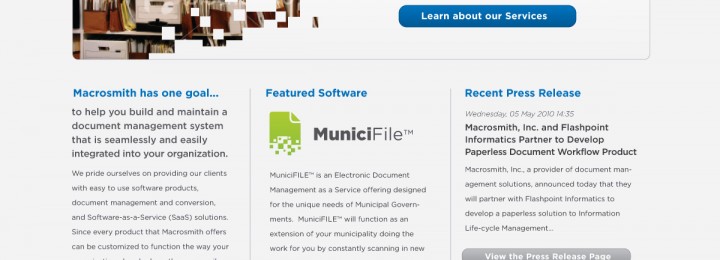 Learn about our Services
Macrosmith has one goal...
to help you build and maintain a
document management system
that is seamlessly and easily
integrated into your organization.
We pride ourselves on providing our clients
with easy to use software products,
document management and conversion,
and Software-as-a-Service (SaaS) solutions.
Since every product that Macrosmith offers
can be customized to function the way your
Featured Software
MuniciFile™
MuniciFILE™ is an Electronic Document
Management as a Service offering designed
for the unique needs of Municipal Govern-
ments. MuniciFILE™ will function as an
extension of your municipality doing the
work for you by constantly scanning in new
Recent Press Release
Wednesday, 05 May 2010 14:35
Macrosmith, Inc. and Flashpoint
Informatics Partner to Develop
Paperless Document Workflow Product
Macrosmith, Inc., a provider of document man-
agement solutions, announced today that they
will partner with Flashpoint Informatics to
develop a paperless solution to Information
Life-cycle Management...
View the Press Release Page